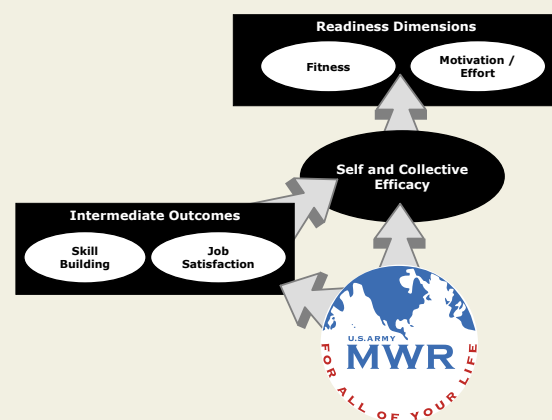 Readiness Dimensions
Fitness
Motivation /
Effort
Self and Collective
Efficacy
Intermediate Outcomes
Skill
Building
Job
Satisfaction
U.S.ARMY
MWR
FOR ALL OF YOUR LIFE